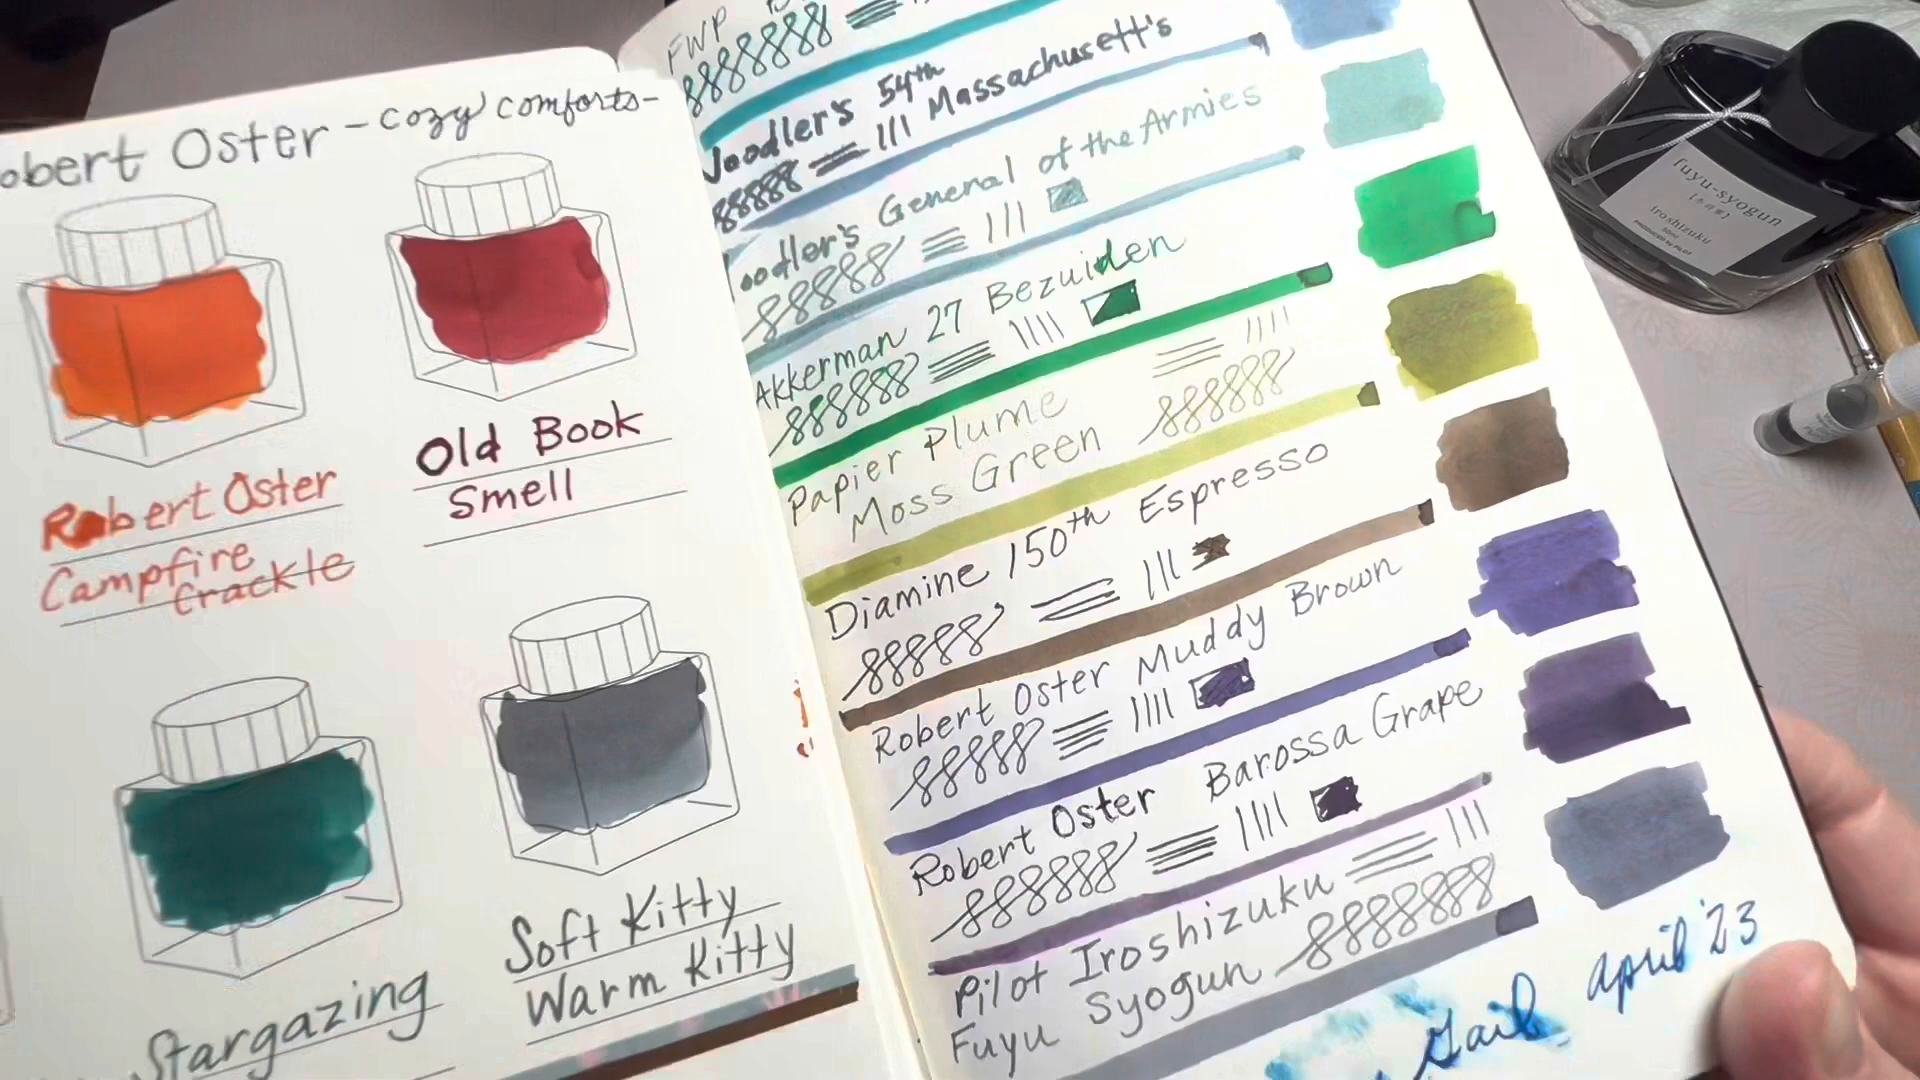 obert Oster - cozy comforts-
Robert Oster
Campfire
Crackle
Old Book
Smell
Stargazing
Soft Kitty
Warm Kitty
FWP
Noodler's 54th
Massachusett's
Noodler's General of the Armies
Akkerman 27 Bezuiden
Papier Plume
Moss Green
Diamine 150th Espresso
Robert Oster Muddy Brown
Robert Oster Barossa Grape
Pilot Iroshizuku
Fuyu Syogun
Gail April '23
fuyu-syogun
iroshizuku